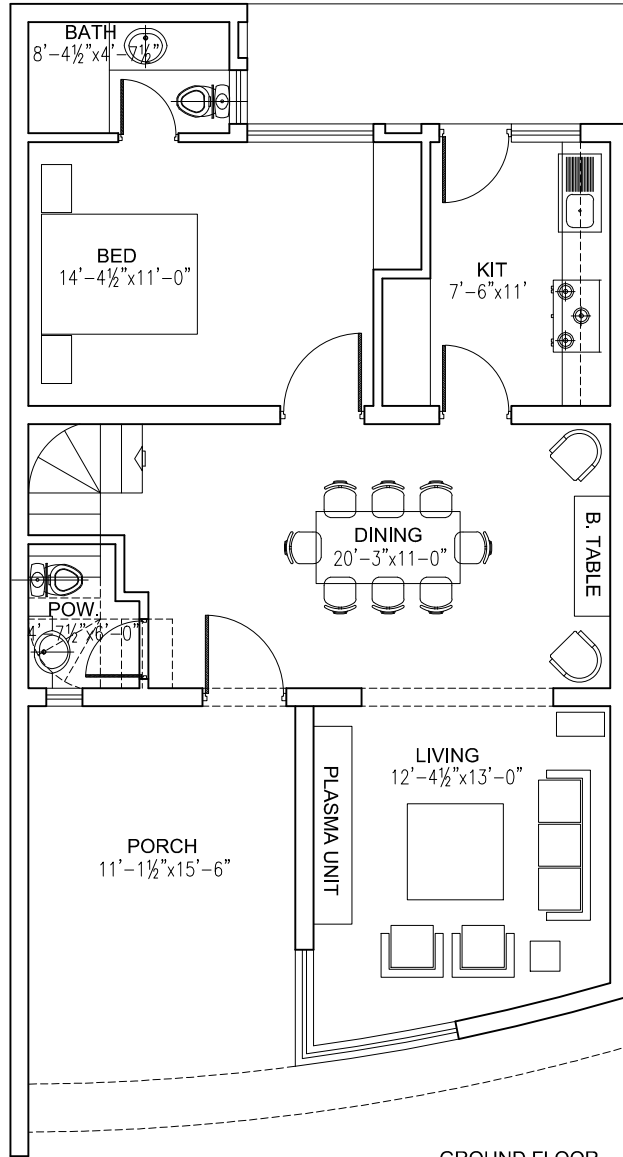 BATH
8'-4½"x4'-7½"
BED
14'-4½"x11'-0"
KIT
7'-6"x11'
DINING
20'-3"x11-0"
B. TABLE
POW.
4'-7½"x6'-0"
LIVING
12'-4½"x13'-0"
PLASMA UNIT
PORCH
11'-1½"x15'-6"
GROUND FLOOR